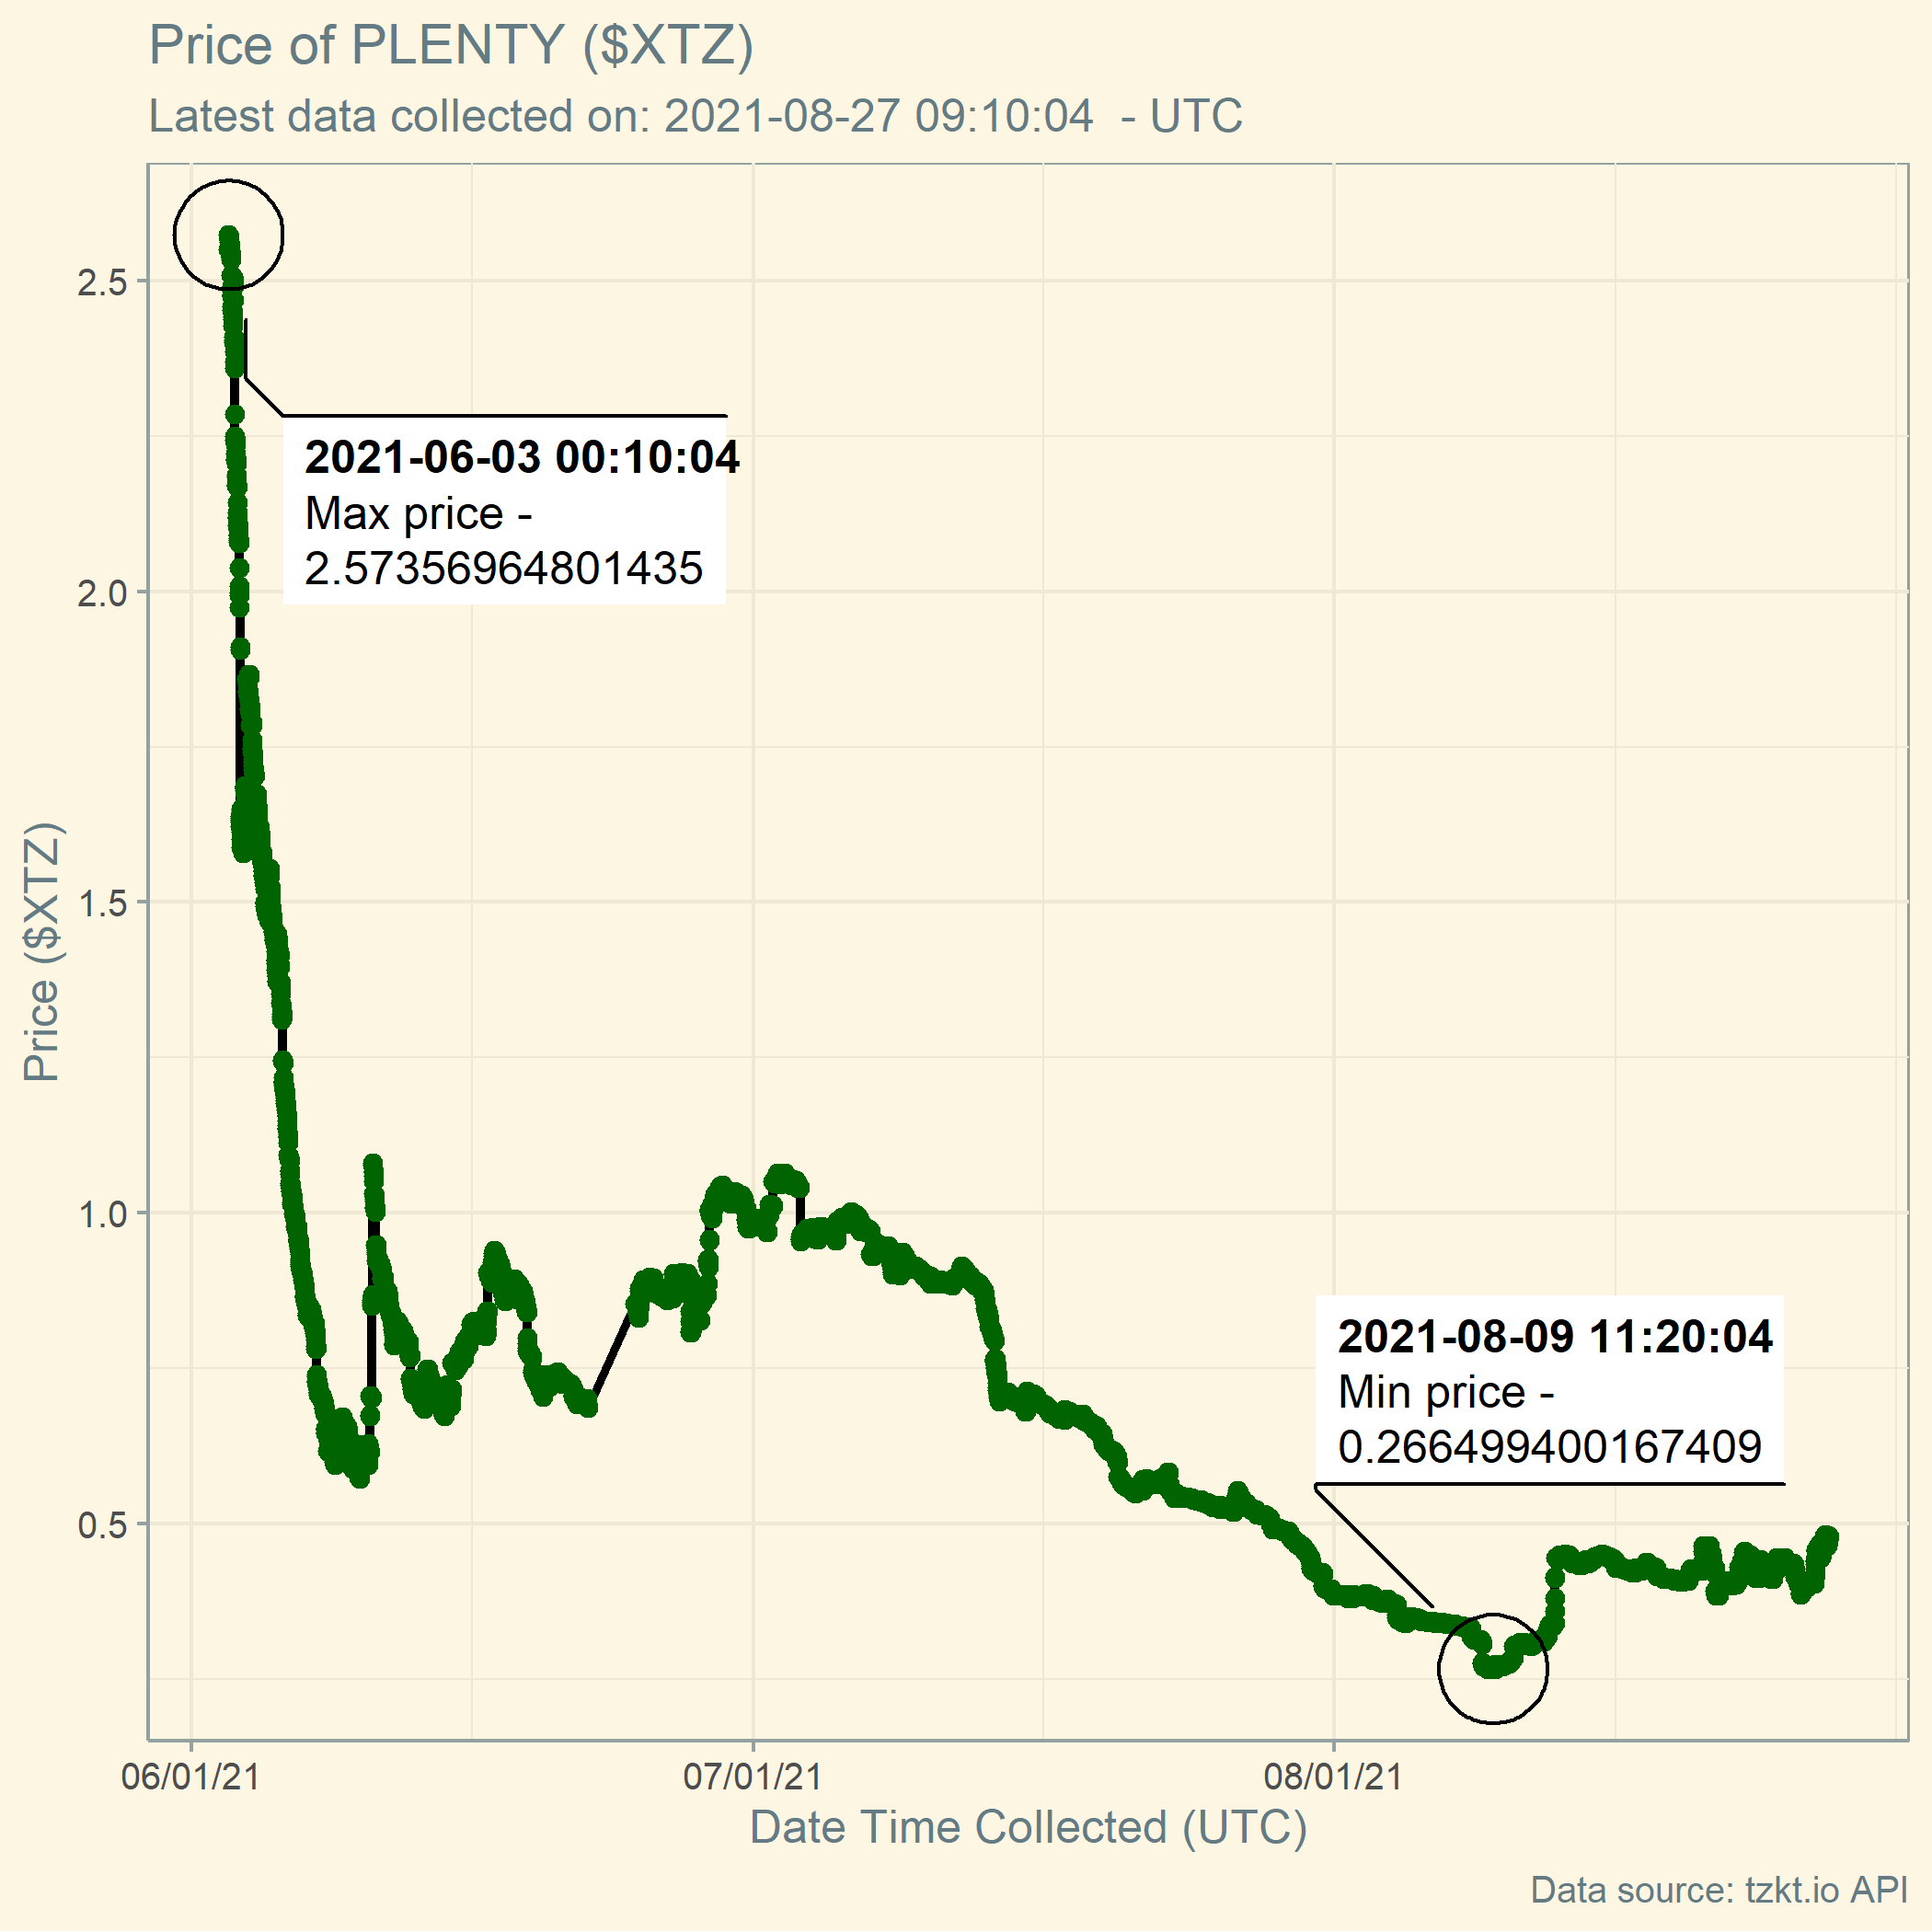 Price of PLENTY ($XTZ)
Latest data collected on: 2021-08-27 09:10:04  - UTC
2.5
2.0
1.5
1.0
0.5
Price ($XTZ)
2021-06-03 00:10:04
Max price -
2.57356964801435
2021-08-09 11:20:04
Min price -
0.266499400167409
06/01/21
07/01/21
08/01/21
Date Time Collected (UTC)
Data source: tzkt.io API